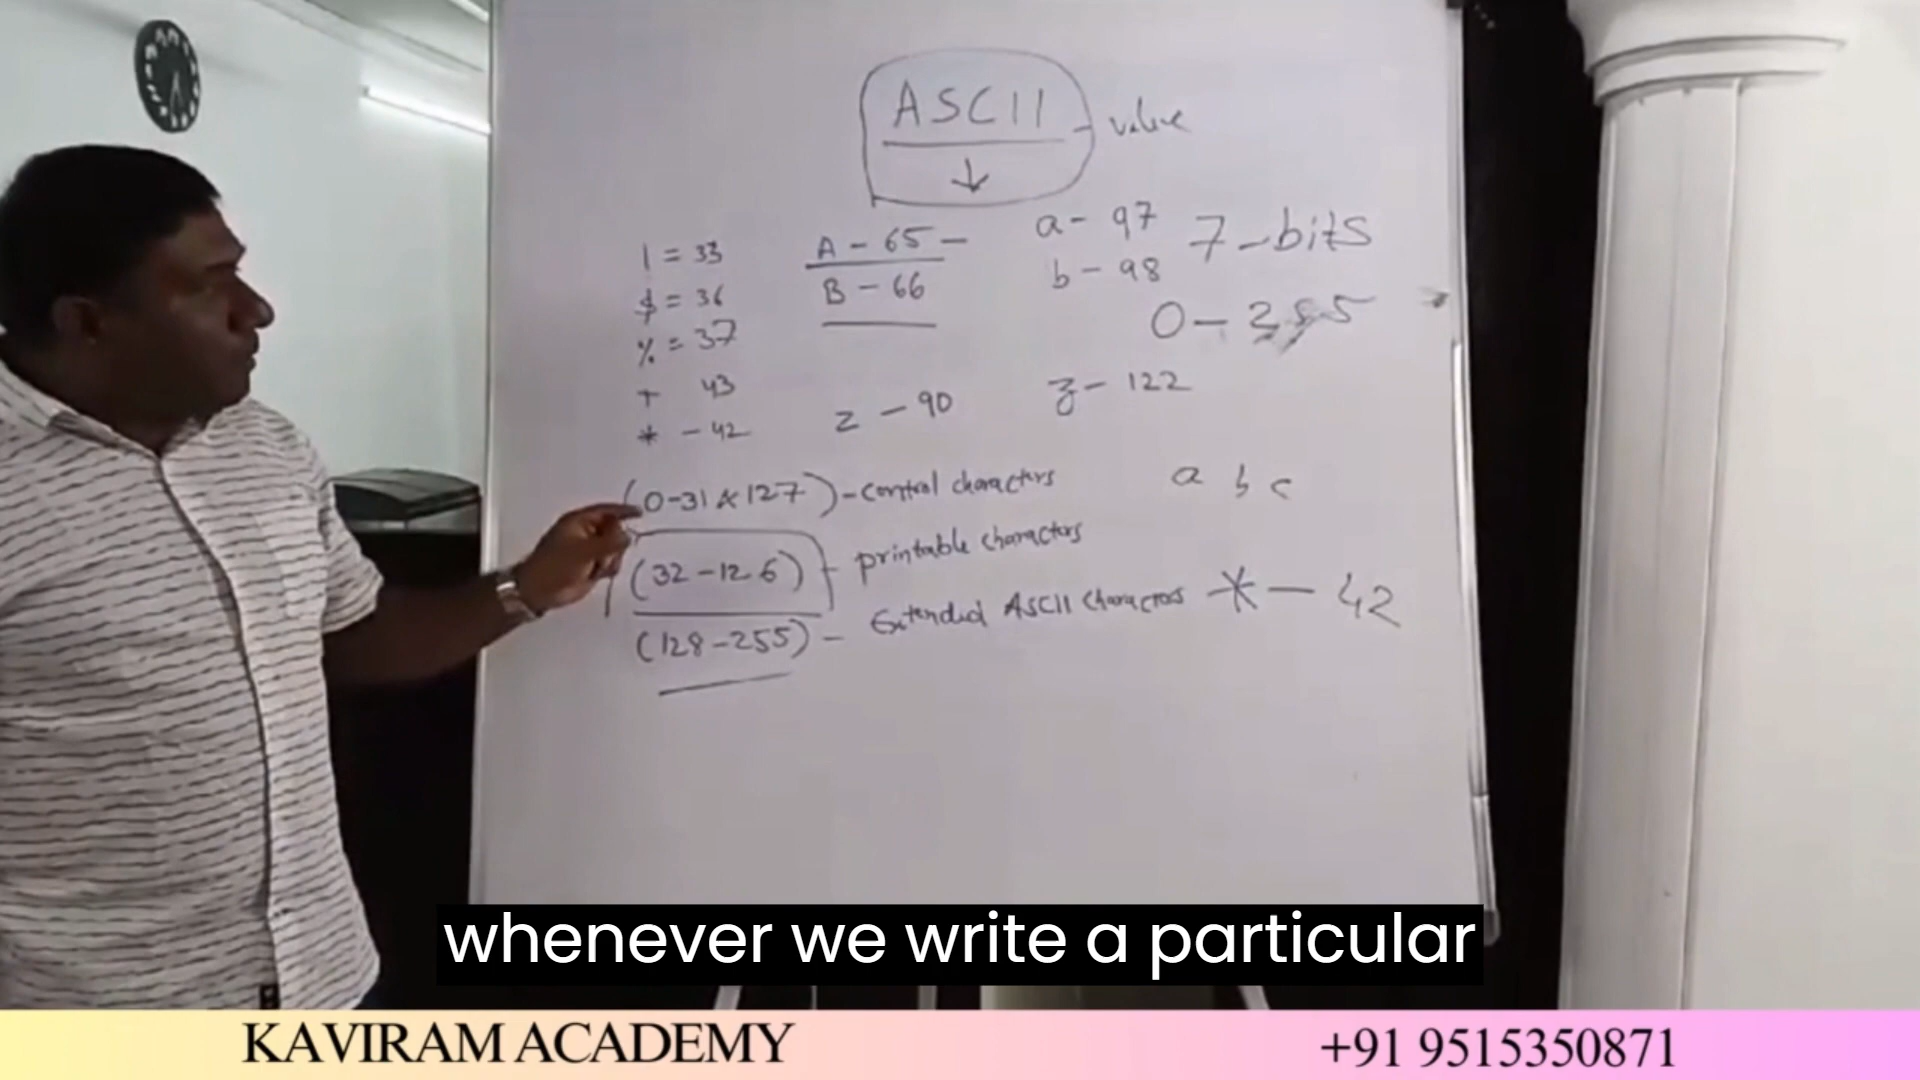 ASCII - value
↓
! = 33
$ = 36
% = 37
+ 43
* - 42
A - 65 -
B - 66
z - 90
a - 97
b - 98
z - 122
7-bits
0-255
(0-31 & 127) - control characters
a b c
(32-126) - printable characters
(128-255) - Extended ASCII characters
* - 42
whenever we write a particular
KAVIRAM ACADEMY
+91 9515350871